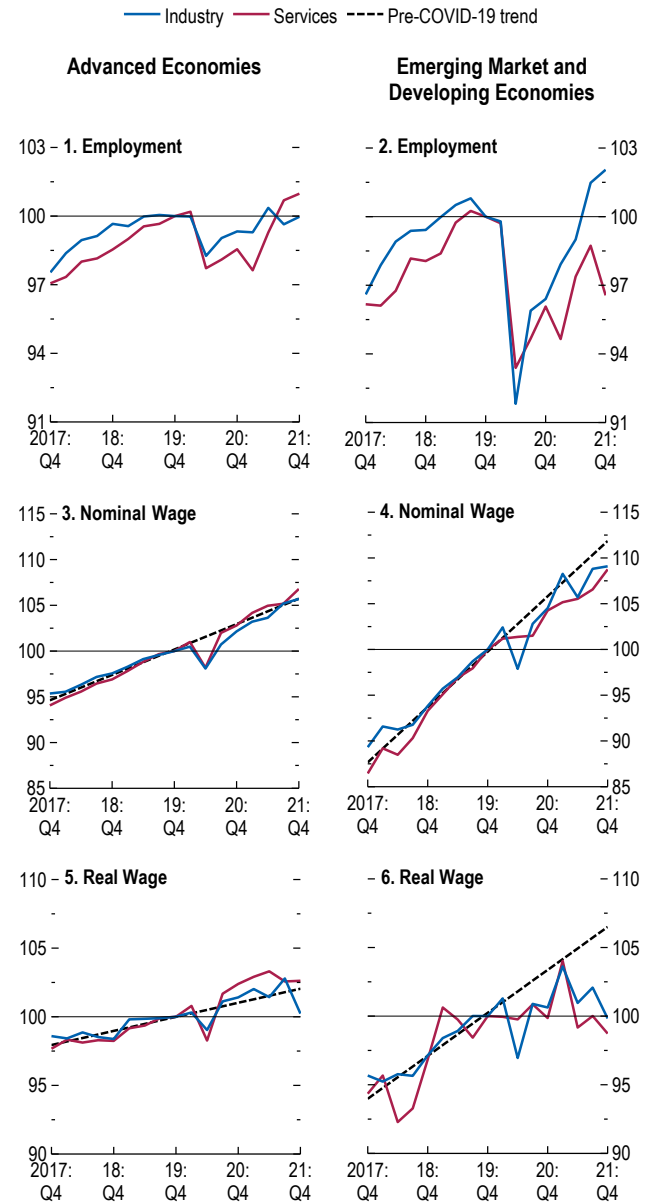 Industry Services Pre-COVID-19 trend
Advanced Economies
Emerging Market and
Developing Economies
1. Employment
103
100
97
94
91
2017: 18: 19: 20: 21:
Q4 Q4 Q4 Q4 Q4
2. Employment
103
100
97
94
91
2017: 18: 19: 20: 21:
Q4 Q4 Q4 Q4 Q4
3. Nominal Wage
115
110
105
100
95
90
85
2017: 18: 19: 20: 21:
Q4 Q4 Q4 Q4 Q4
4. Nominal Wage
115
110
105
100
95
90
85
2017: 18: 19: 20: 21:
Q4 Q4 Q4 Q4 Q4
5. Real Wage
110
105
100
95
90
2017: 18: 19: 20: 21:
Q4 Q4 Q4 Q4 Q4
6. Real Wage
110
105
100
95
90
2017: 18: 19: 20: 21:
Q4 Q4 Q4 Q4 Q4